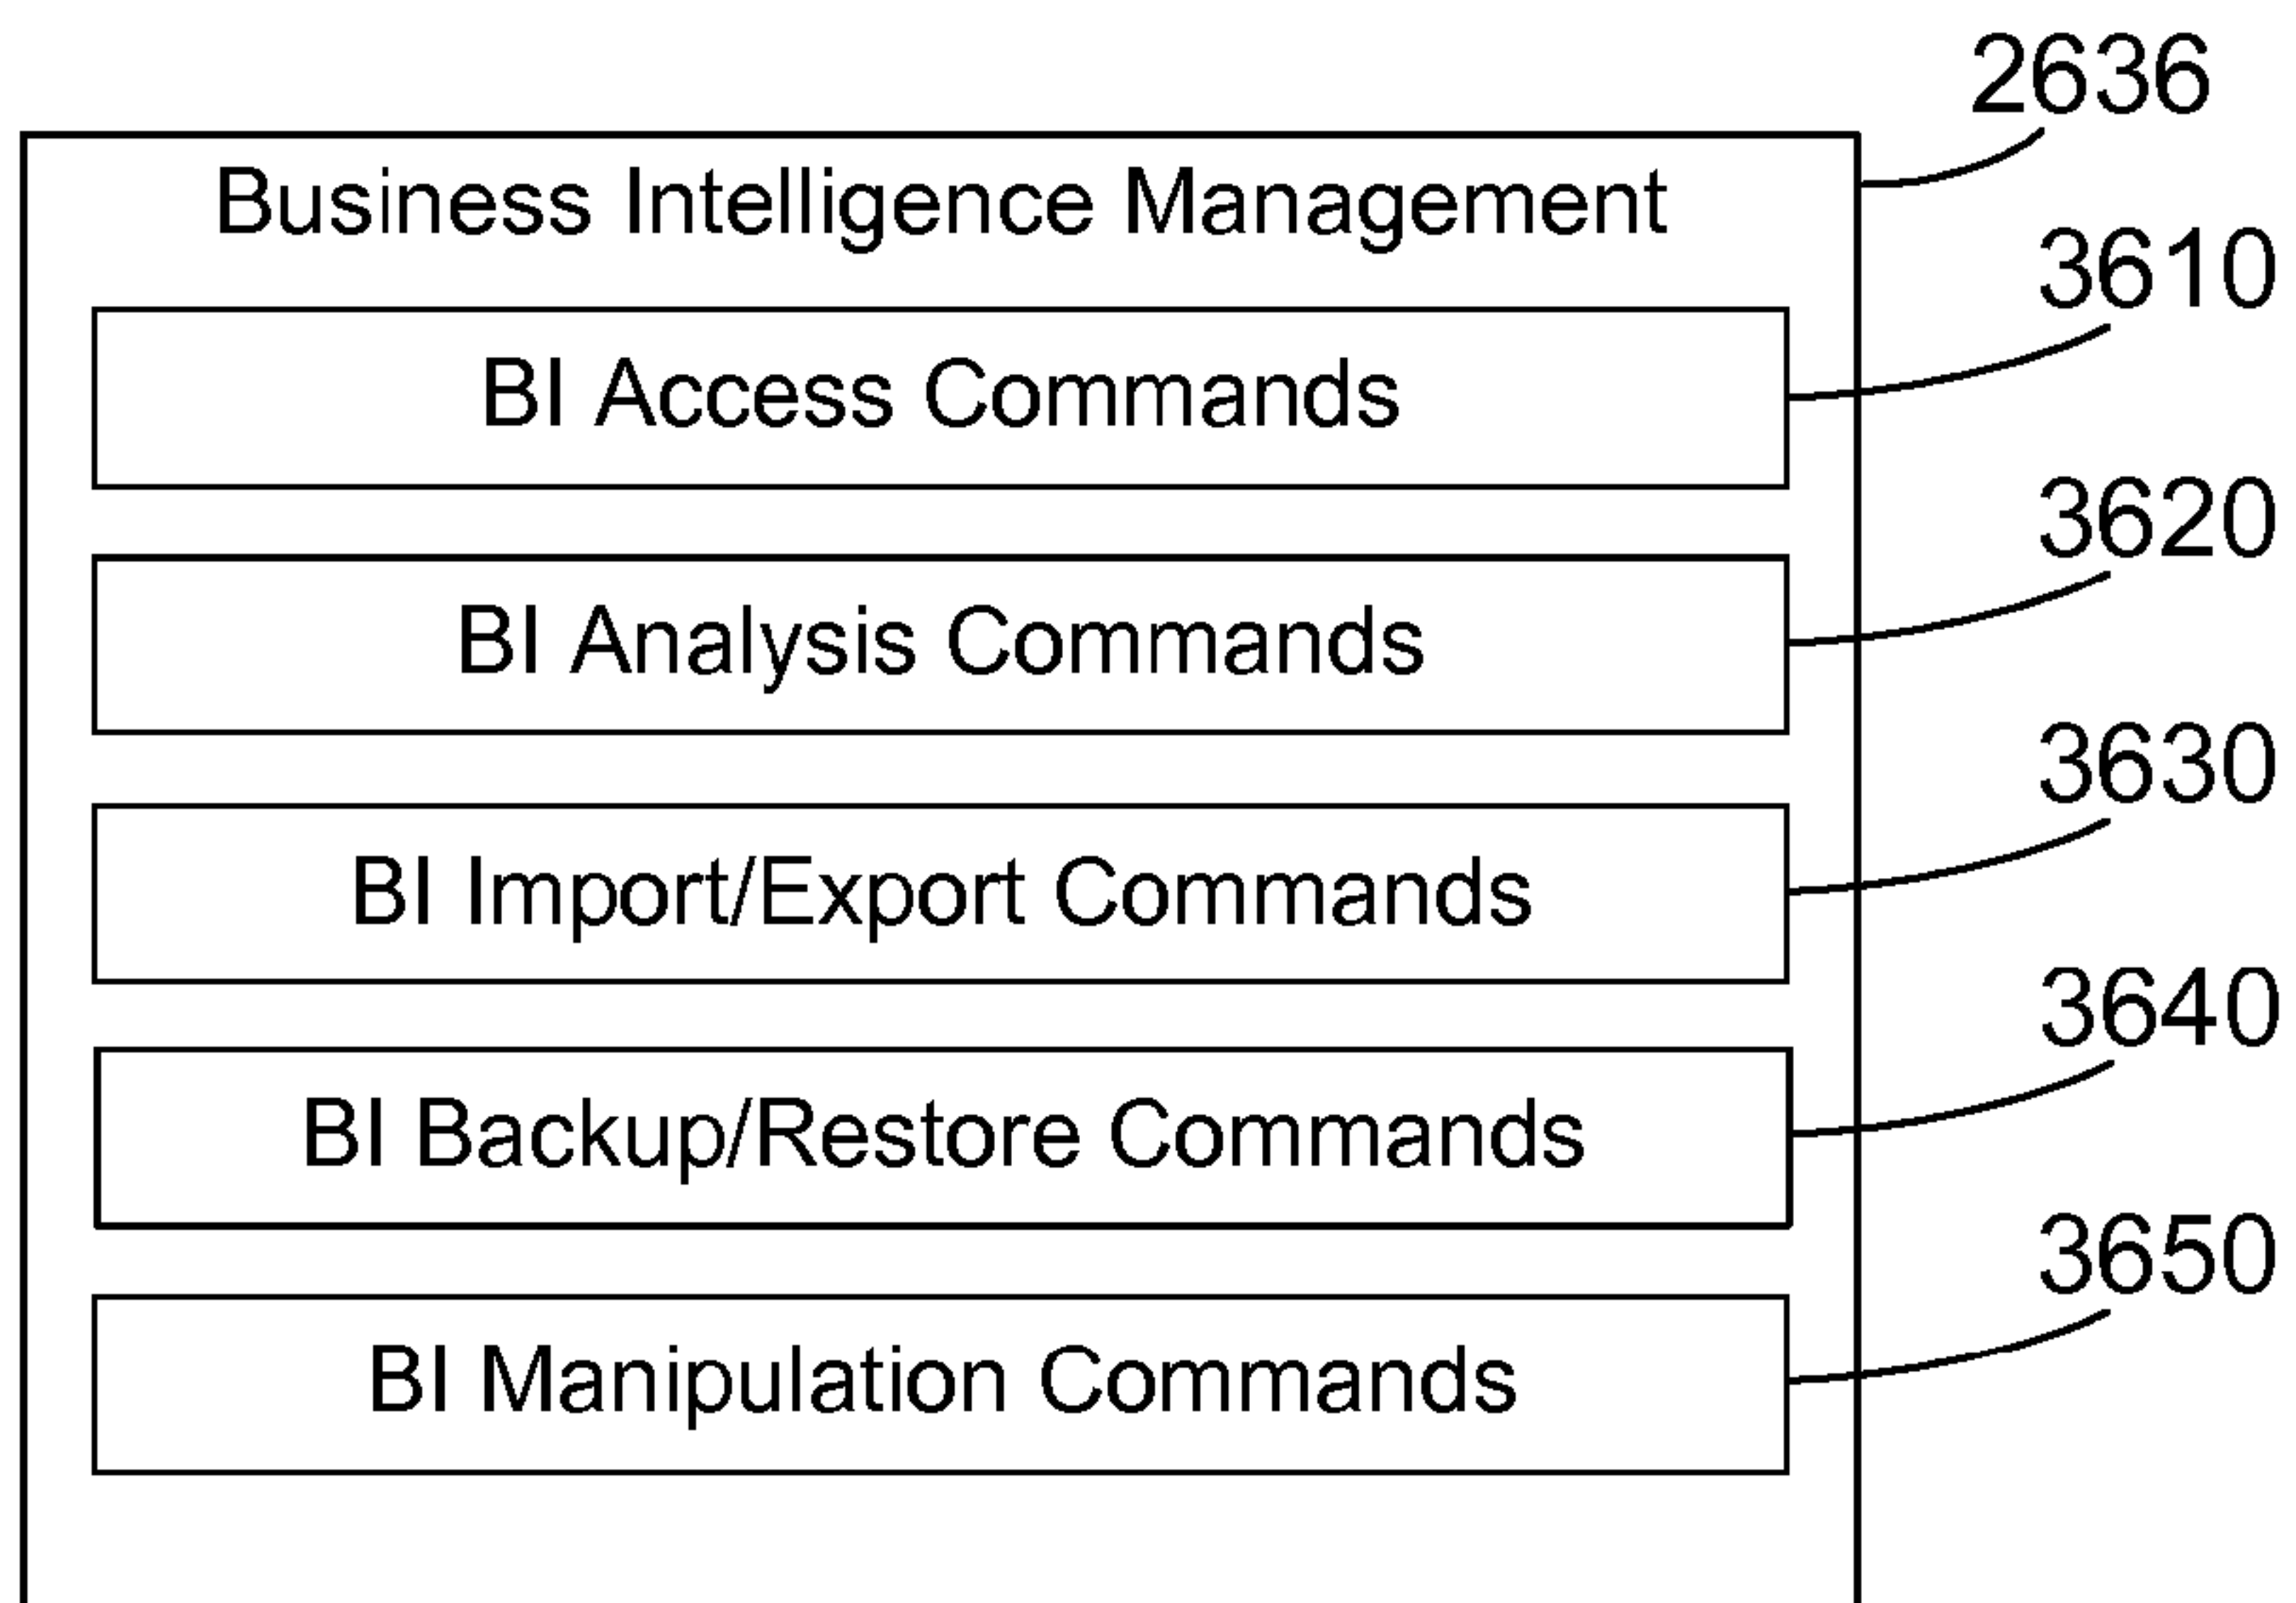 2636
Business Intelligence Management
3610
BI Access Commands
3620
BI Analysis Commands
3630
BI Import/Export Commands
3640
BI Backup/Restore Commands
3650
BI Manipulation Commands